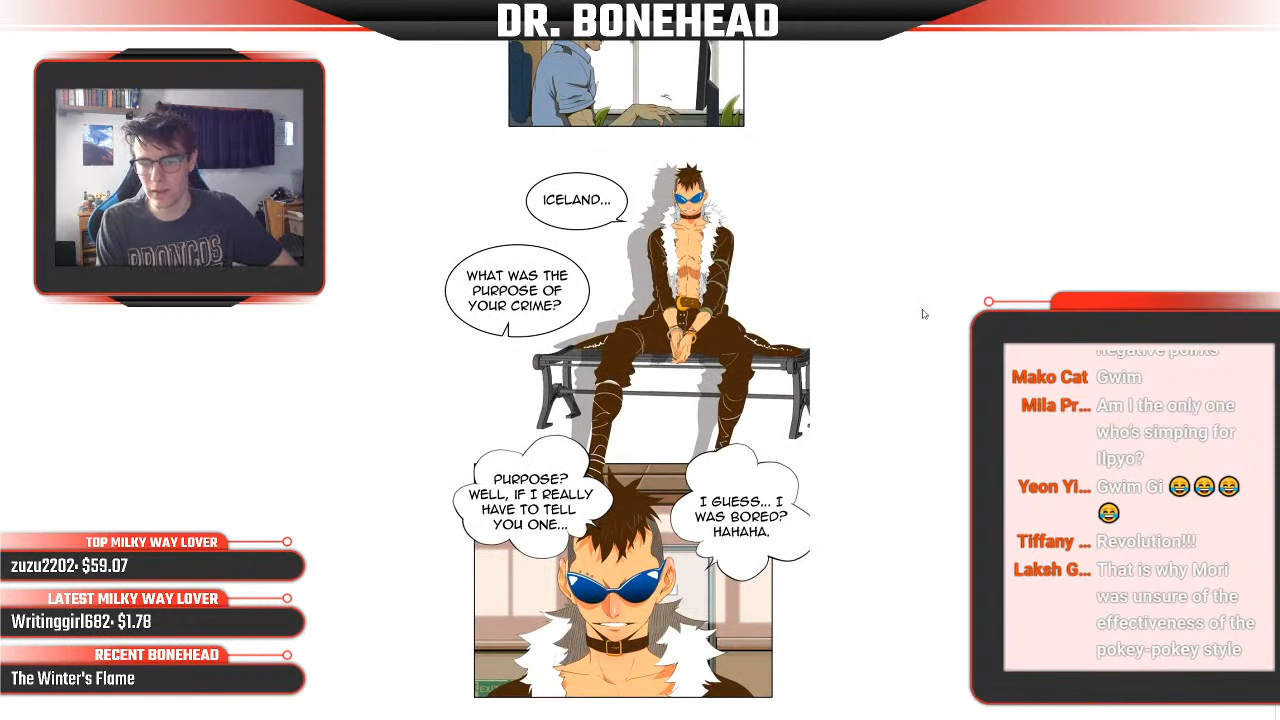 DR. BONEHEAD
BRONCOS
ICELAND...
WHAT WAS THE
PURPOSE OF
YOUR CRIME?
PURPOSE?
WELL, IF I REALLY
HAVE TO TELL
YOU ONE...
I GUESS... I
WAS BORED?
HAHAHA.
TOP MILKY WAY LOVER
zuzu2202• $59.07
LATEST MILKY WAY LOVER
Writinggirl682• $1.78
RECENT BONEHEAD
The Winter's Flame
negative points
Mako Cat Gwim
Mila Pr... Am I the only one
who's simping for
Ilpyo?
Yeon Yi... Gwim Gi 😂😂😂
😂
Tiffany ... Revolution!!!
Laksh G... That is why Mori
was unsure of the
effectiveness of the
pokey-pokey style